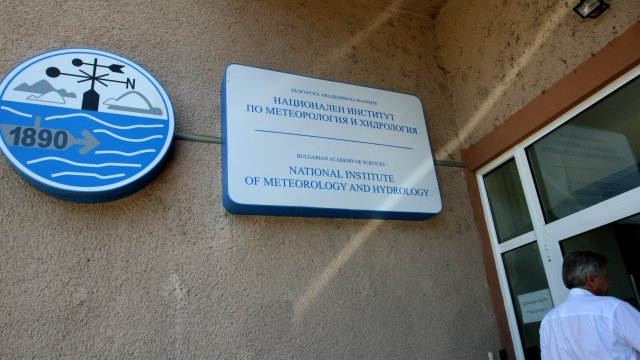 N
1890
БЪЛГАРСКА АКАДЕМИЯ НА НАУКИТЕ
НАЦИОНАЛЕН ИНСТИТУТ
ПО МЕТЕОРОЛОГИЯ И ХИДРОЛОГИЯ
BULGARIAN ACADEMY OF SCIENCES
NATIONAL INSTITUTE
OF METEOROLOGY AND HYDROLOGY